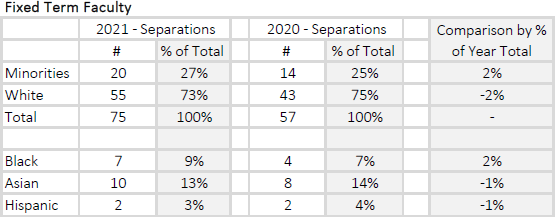 Fixed Term Faculty
2021 - Separations 2020 - Separations Comparison by %
# % of Total # % of Total of Year Total
Minorities 20 27% 14 25% 2%
White 55 73% 43 75% -2%
Total 75 100% 57 100% -
Black 7 9% 4 7% 2%
Asian 10 13% 8 14% -1%
Hispanic 2 3% 2 4% -1%